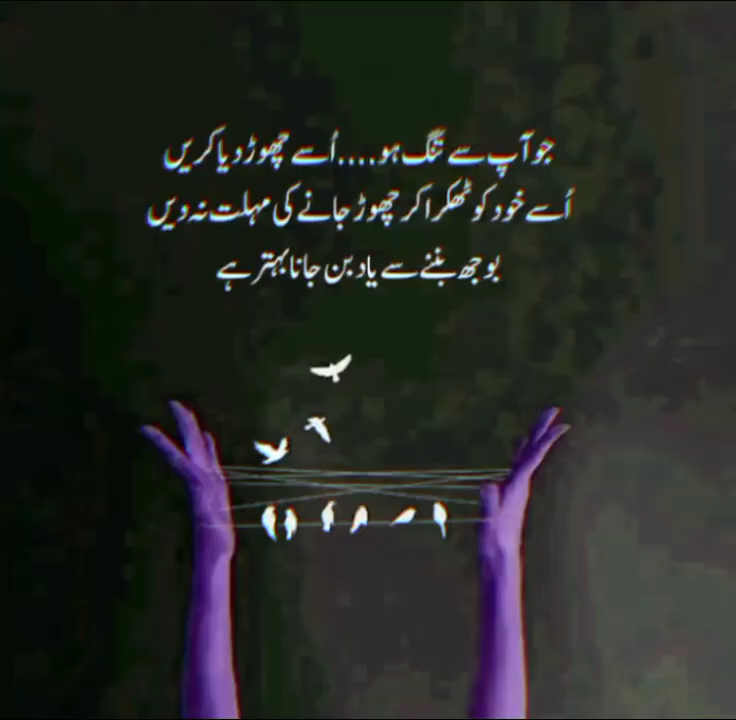 جو آپ سے تنگ ہو....اُسے چھوڑ دیا کریں
اُسے خود کو ٹھکرا کر چھوڑ جانے کی مہلت نہ دیں
بوجھ بننے سے یاد بن جانا بہتر ہے